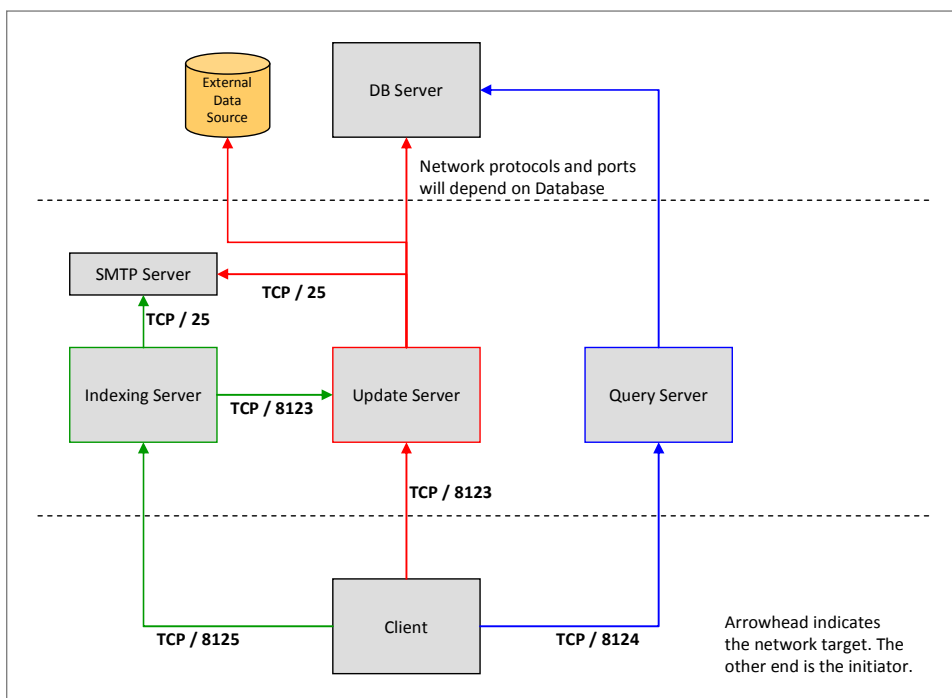 External
Data
Source
DB Server
Network protocols and ports
will depend on Database
SMTP Server
TCP / 25
TCP / 25
Indexing Server
Update Server
Query Server
TCP / 8123
TCP / 8123
Client
TCP / 8125
TCP / 8124
Arrowhead indicates
the network target. The
other end is the initiator.